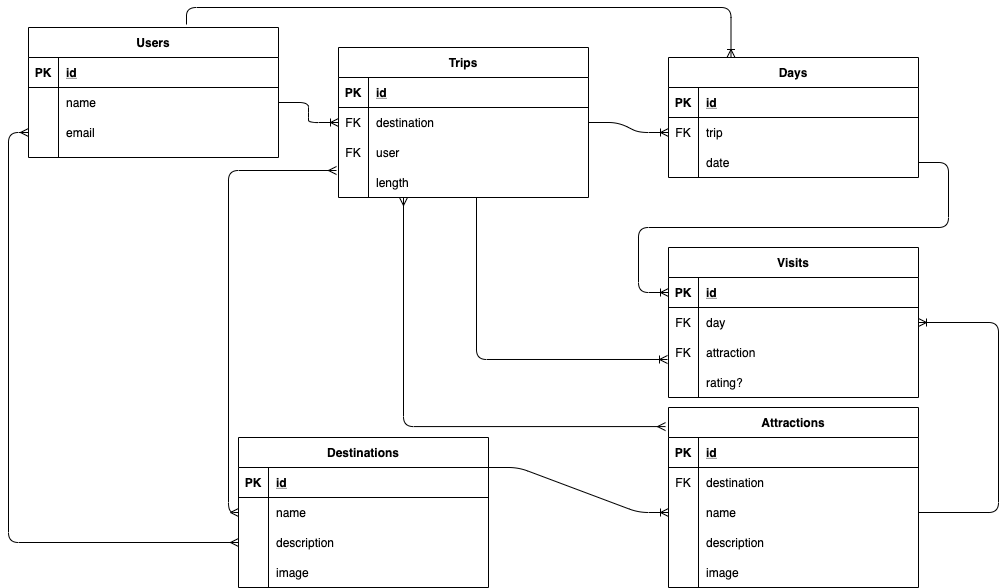 Users
PK id
name
email
Trips
PK id
FK destination
FK user
length
Days
PK id
FK trip
date
Visits
PK id
FK day
FK attraction
rating?
Destinations
PK id
name
description
image
Attractions
PK id
FK destination
name
description
image